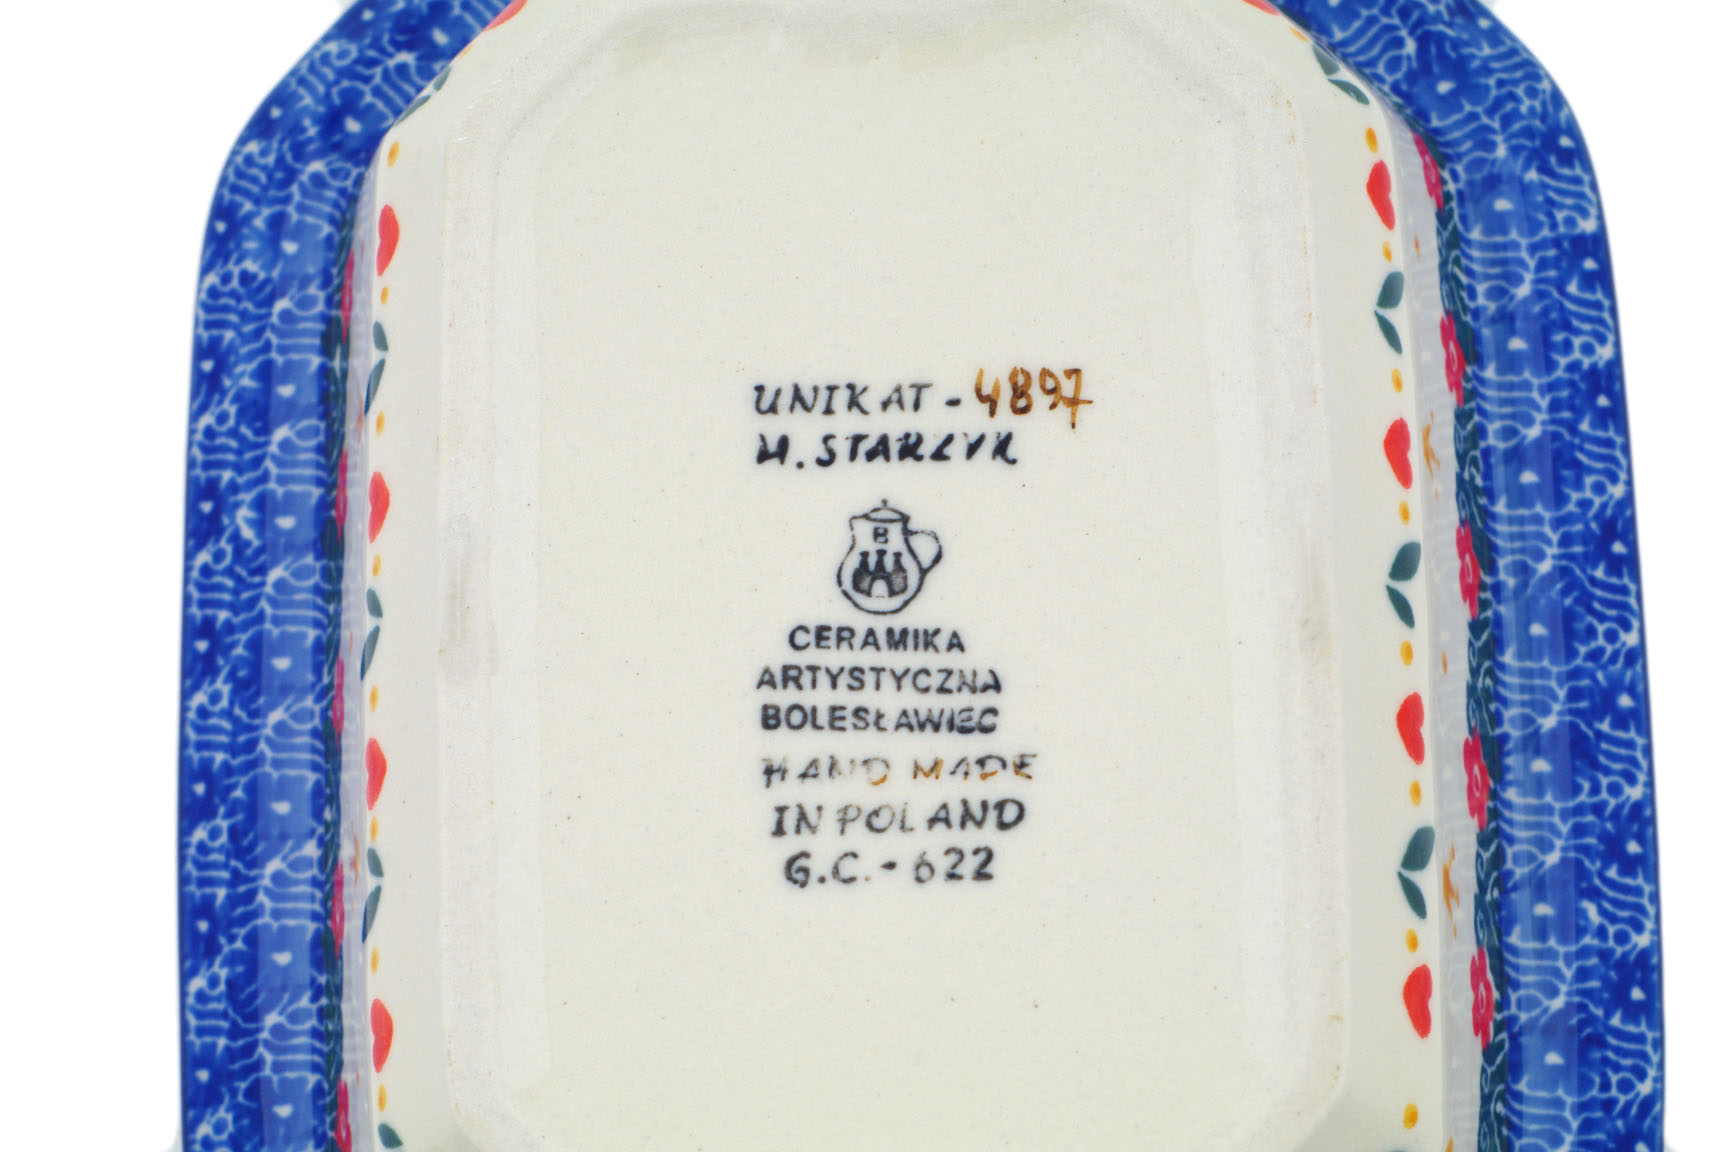 UNIKAT - 4897
M. STARZYK
B
CERAMIKA
ARTYSTYCZNA
BOLESŁAWIEC
HAND MADE
IN POLAND
G.C. - 622